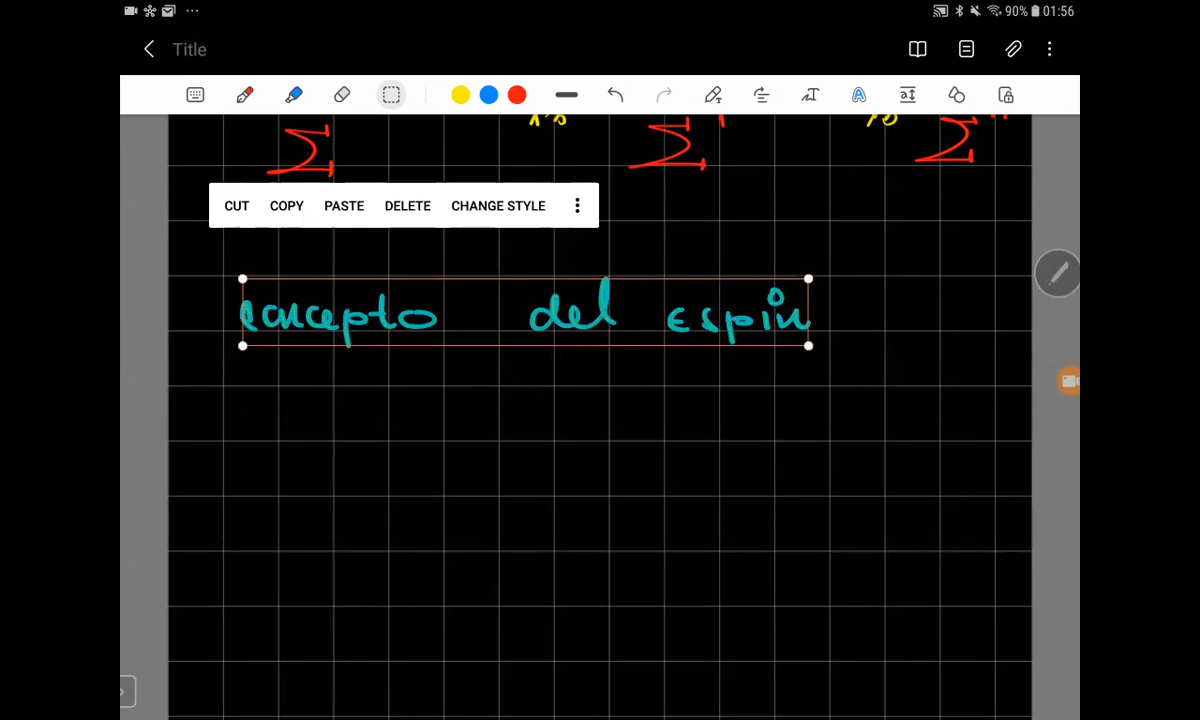 90% 01:56
Title
Σ Σ Σ
CUT COPY PASTE DELETE CHANGE STYLE
concepto del espin